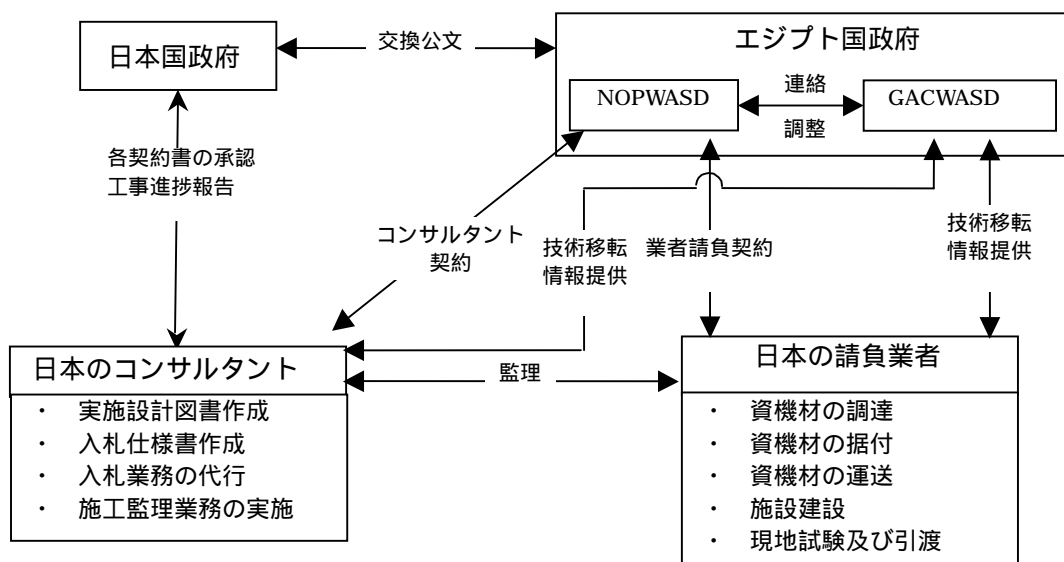 日本国政府
交換公文
エジプト国政府
NOPWASD
連絡
調整
GACWASD
各契約書の承認
工事進捗報告
コンサルタント
契約
技術移転
情報提供
業者請負契約
技術移転
情報提供
日本のコンサルタント
・ 実施設計図書作成
・ 入札仕様書作成
・ 入札業務の代行
・ 施工監理業務の実施
監理
日本の請負業者
・ 資機材の調達
・ 資機材の据付
・ 資機材の運送
・ 施設建設
・ 現地試験及び引渡